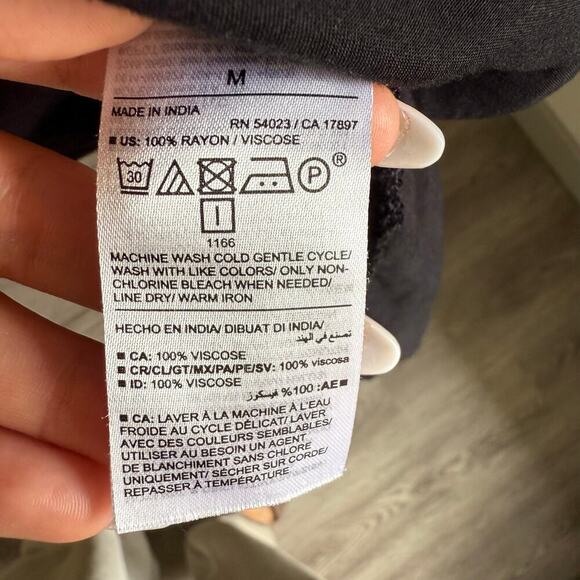 M
MADE IN INDIA
RN 54023 / CA 17897
■ US: 100% RAYON / VISCOSE
30 P ®
1166
MACHINE WASH COLD GENTLE CYCLE/
WASH WITH LIKE COLORS/ ONLY NON-
CHLORINE BLEACH WHEN NEEDED/
LINE DRY/ WARM IRON
HECHO EN INDIA/ DIBUAT DI INDIA/
تصنع في الهند
■ CA: 100% VISCOSE
■ CR/CL/GT/MX/PA/PE/SV: 100% viscosa
■ ID: 100% VISCOSE
■ AE: 100% فيسكوز
■ CA: LAVER À LA MACHINE À L'EAU
FROIDE AU CYCLE DÉLICAT/ LAVER
AVEC DES COULEURS SEMBLABLES/
UTILISER AU BESOIN UN AGENT
DE BLANCHIMENT SANS CHLORE
UNIQUEMENT/ SÉCHER SUR CORDE/
REPASSER À TEMPÉRATURE